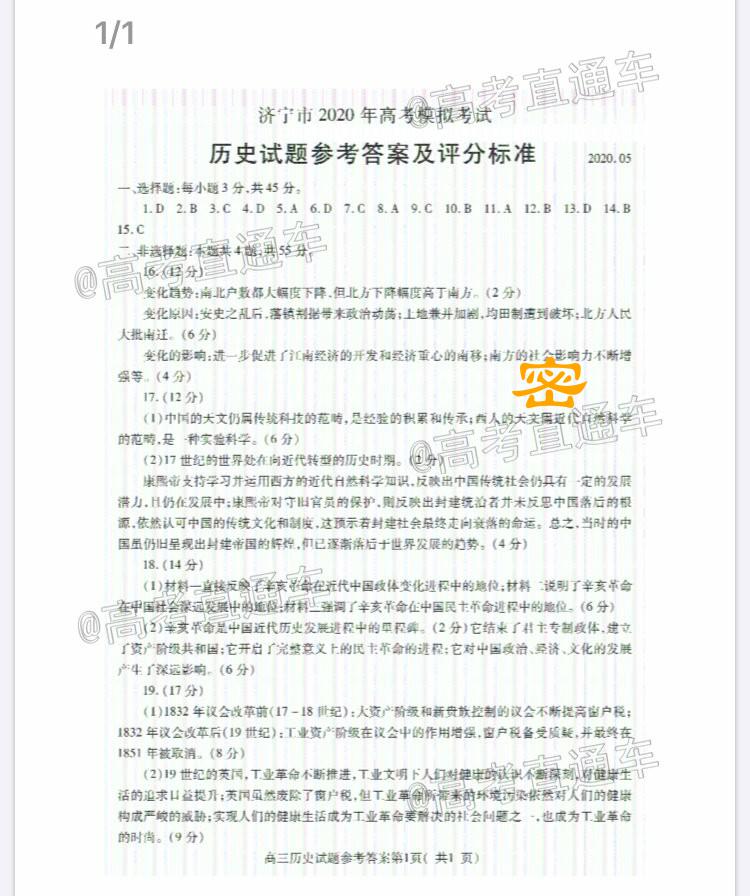 1/1
@高考直通车
济宁市 2020 年高考模拟考试
历史试题参考答案及评分标准 2020.05
一、选择题:每小题 3 分,共 45 分。
1. D 2. B 3. C 4. D 5. A 6. D 7. C 8. A 9. C 10. B 11. A 12. B 13. D 14. B
15. C
二、非选择题:本题共 4 题,共 55 分。
@高考直通车
16. (12 分)
变化趋势:南北户数都大幅度下降,但北方下降幅度高于南方。(2 分)
变化原因:安史之乱后,藩镇割据带来政治动荡;土地兼并加剧,均田制遭到破坏;北方人民
大批南迁。(6 分)
变化的影响:进一步促进了江南经济的开发和经济重心的南移;南方的社会影响力不断增
强等。(4 分)
密
17. (12 分)
(1)中国的天文仍属传统科技的范畴,是经验的积累和传承;西人的天文属近代自然科学
的范畴,是一种实验科学。(6 分)
@高考直通车
(2)17 世纪的世界处在向近代转型的历史时期。(2 分)
康熙帝支持学习并运用西方的近代自然科学知识,反映出中国传统社会仍具有一定的发展
潜力,且仍在发展中;康熙帝对守旧官员的保护,则反映出封建统治者并未反思中国落后的根
源,依然认可中国的传统文化和制度,这预示着封建社会最终走向衰落的命运。总之,当时的中
国虽仍旧呈现出封建帝国的辉煌,但已逐渐落后于世界发展的趋势。(4 分)
18. (14 分)
(1)材料一直接反映了辛亥革命在近代中国政体变化进程中的地位;材料二说明了辛亥革命
在中国社会深远发展中的地位;材料三强调了辛亥革命在中国民主革命进程中的地位。(6 分)
@高考直通车
(2)辛亥革命是中国近代历史发展进程中的里程碑。(2 分)它结束了君主专制政体,建立
了资产阶级共和国;它开启了完整意义上的民主革命的进程;它对中国政治、经济、文化的发展
产生了深远影响。(6 分)
19. (17 分)
(1)1832 年议会改革前(17－18 世纪):大资产阶级和新贵族控制的议会不断提高窗户税;
1832 年议会改革后(19 世纪):工业资产阶级在议会中的作用增强,窗户税备受质疑,并最终在
1851 年被取消。(8 分)
(2)19 世纪的英国,工业革命不断推进,工业文明下人们对健康的认识不断深刻,对健康生
活的追求日益提升;英国虽然废除了窗户税,但工业革命所带来的环境污染依然对人们的健康
@高考直通车
构成严峻的威胁;实现人们的健康生活成为工业革命要解决的社会问题之一,也成为工业革命
的时尚。(9 分)
高三历史试题参考答案第1页( 共1 页)